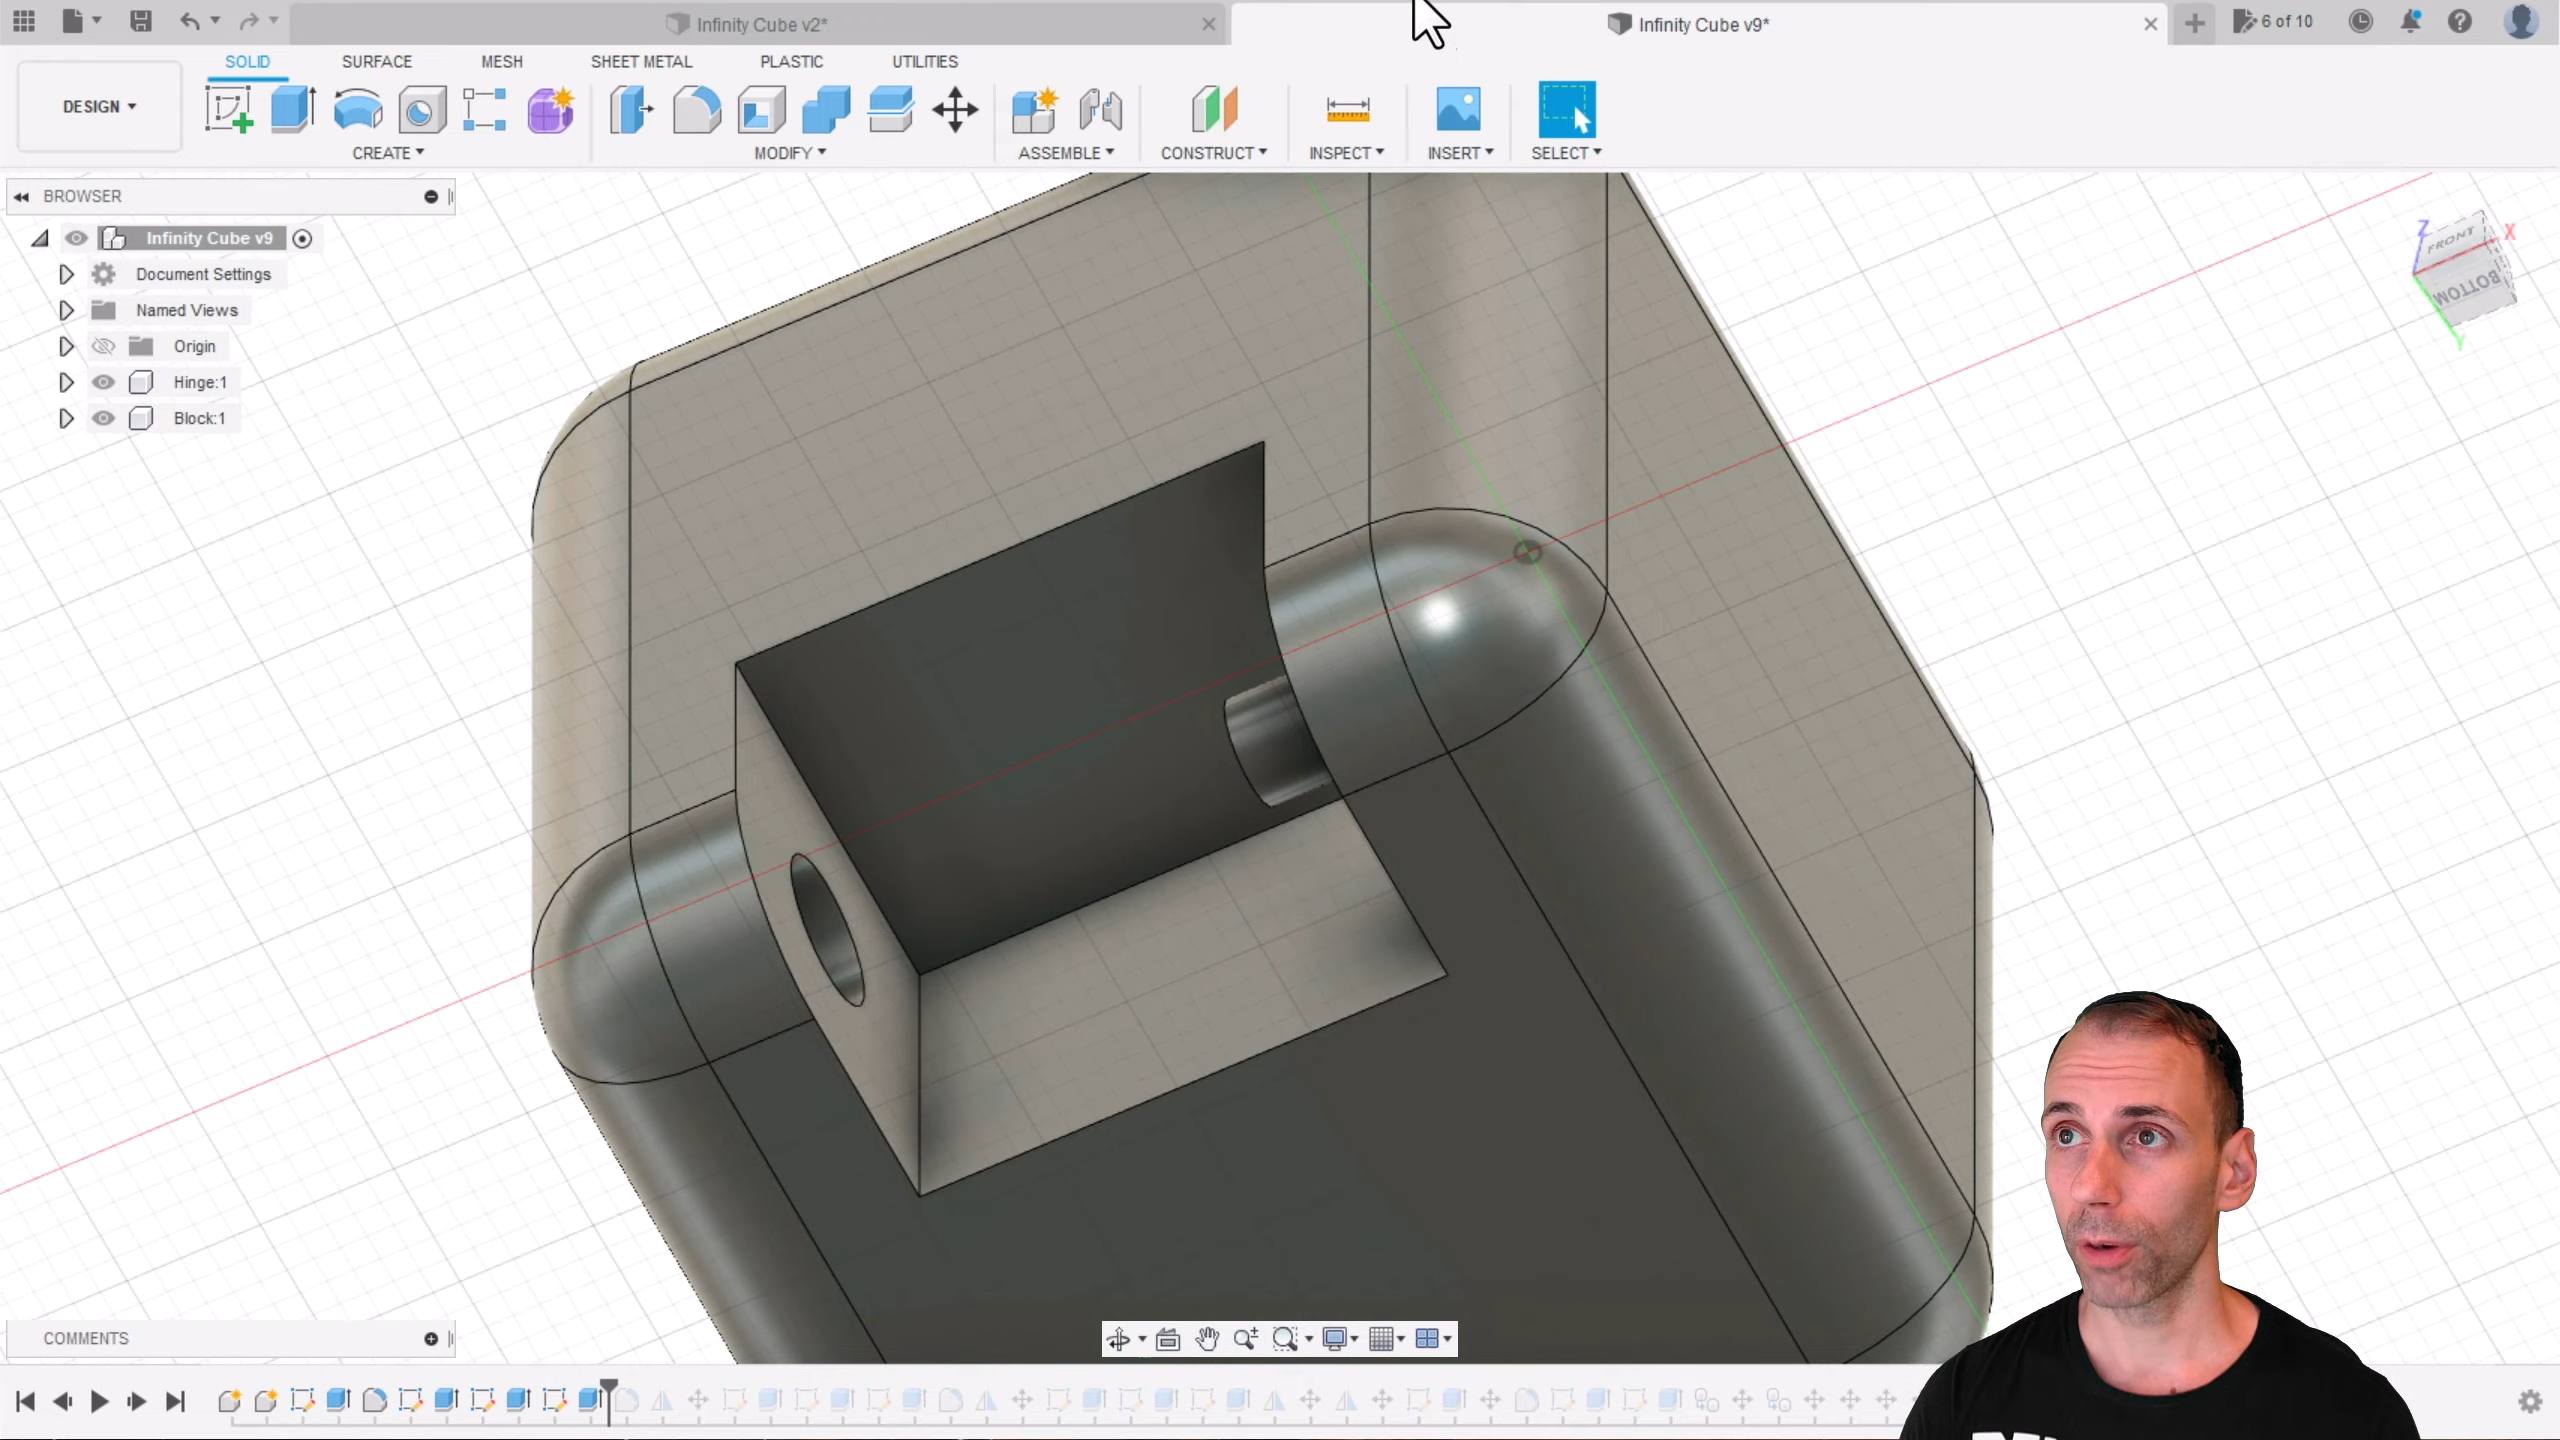 Infinity Cube v2*
Infinity Cube v9*
6 of 10
SOLID
SURFACE
MESH
SHEET METAL
PLASTIC
UTILITIES
DESIGN
CREATE
MODIFY
ASSEMBLE
CONSTRUCT
INSPECT
INSERT
SELECT
BROWSER
Infinity Cube v9
Document Settings
Named Views
Origin
Hinge:1
Block:1
Z
FRONT
X
BOTTOM
Y
COMMENTS